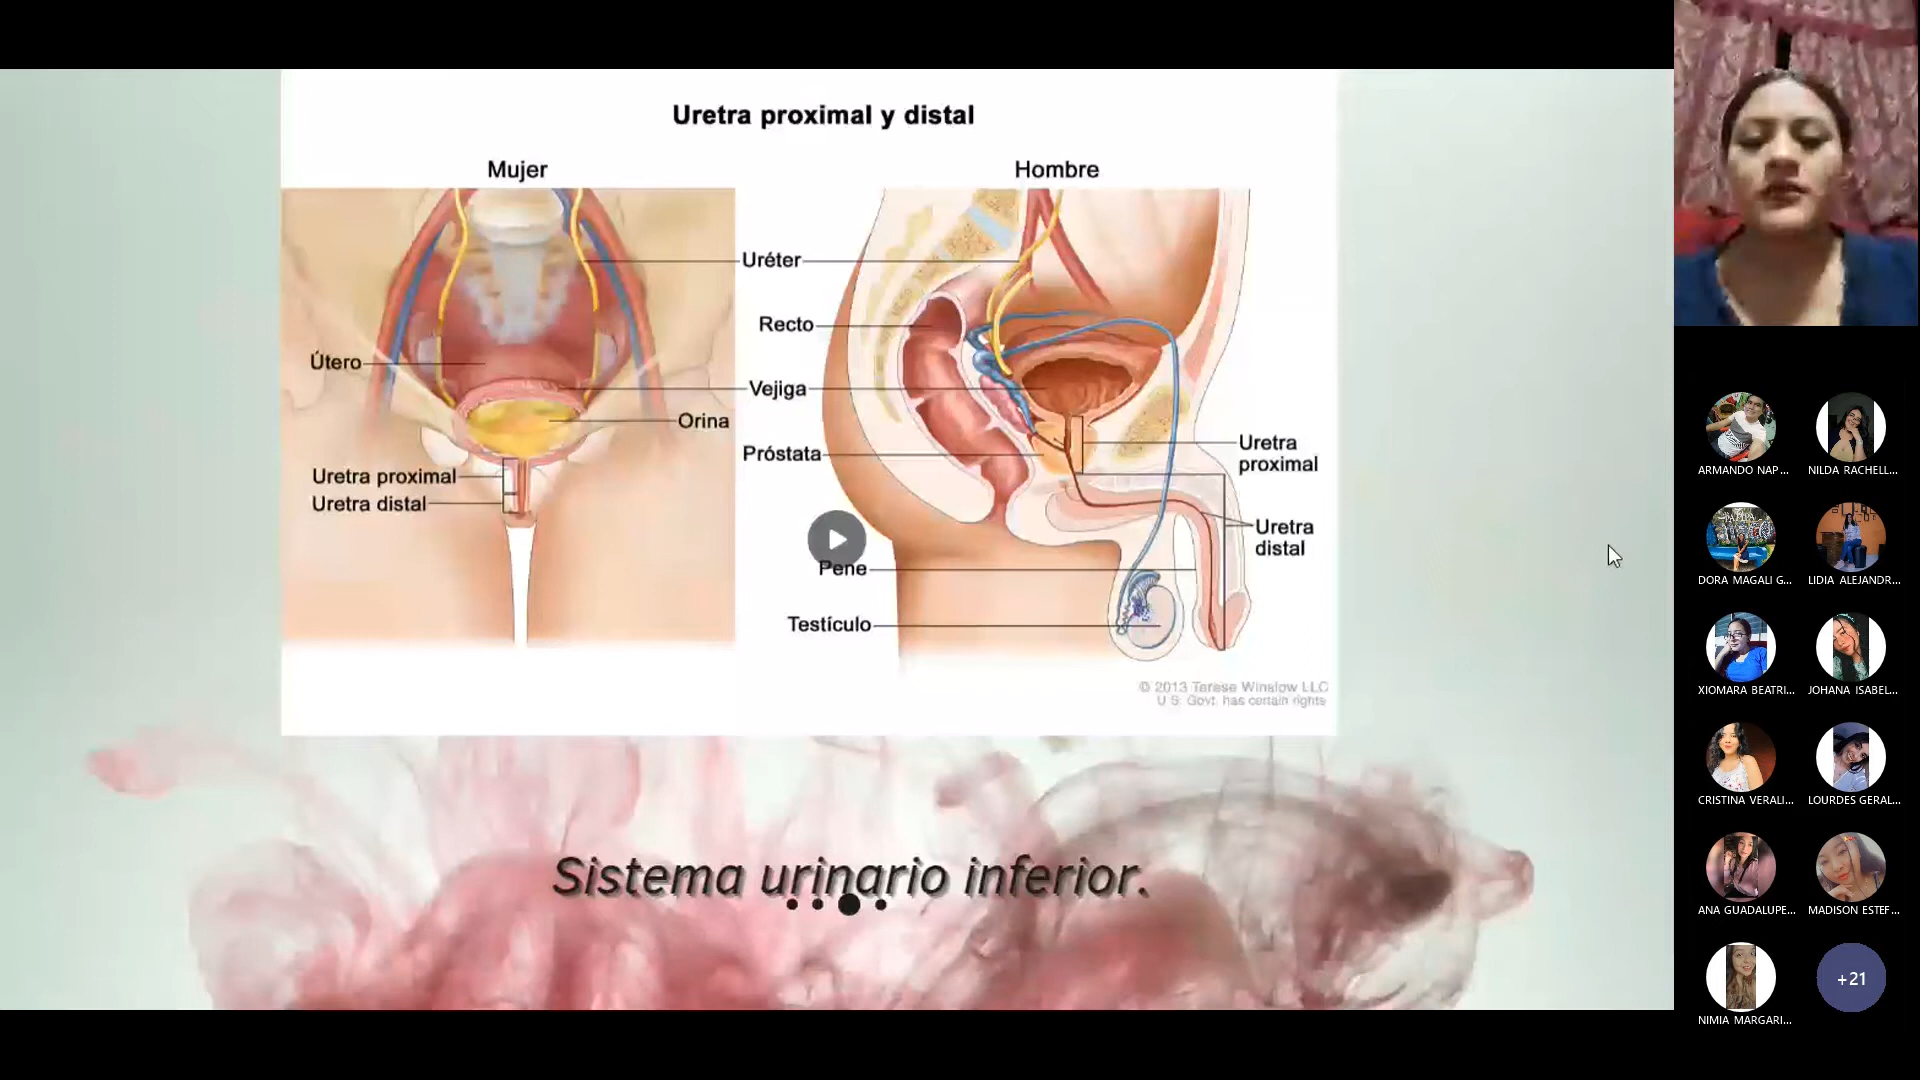 Uretra proximal y distal
Mujer
Hombre
Uréter
Recto
Útero
Vejiga
Orina
Próstata
Uretra
proximal
Uretra proximal
Uretra distal
Uretra
distal
Pene
Testículo
© 2013 Terese Winslow LLC
U.S. Govt. has certain rights
Sistema urinario inferior.
ARMANDO NAP...
NILDA RACHELL...
DORA MAGALI G...
LIDIA ALEJANDR...
XIOMARA BEATRI...
JOHANA ISABEL...
CRISTINA VERALI...
LOURDES GERAL...
ANA GUADALUPE...
MADISON ESTEF...
NIMIA MARGARI...
+21